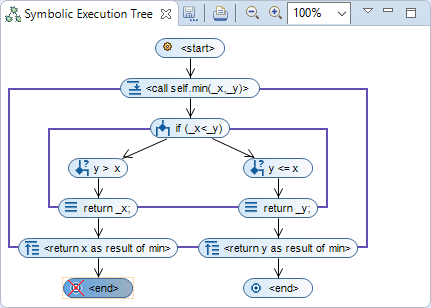 Symbolic Execution Tree
100%
<start>
<call self.min(_x,_y)>
if (_x<_y)
y > x
y <= x
return _x;
return _y;
<return x as result of min>
<return y as result of min>
<end>
<end>